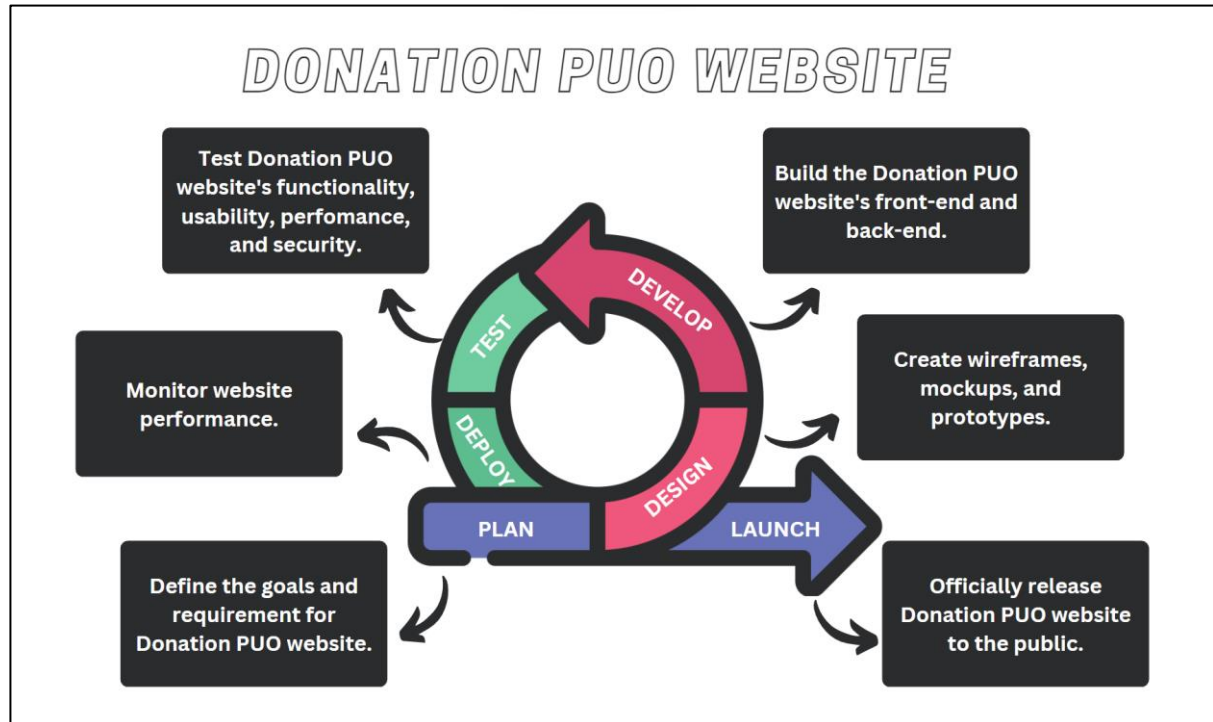 DONATION PUO WEBSITE
Test Donation PUO
website's functionality,
usability, perfomance,
and security.
Build the Donation PUO
website's front-end and
back-end.
DEVELOP
TEST
Monitor website
performance.
Create wireframes,
mockups, and
prototypes.
DEPLOY
DESIGN
PLAN
LAUNCH
Define the goals and
requirement for
Donation PUO website.
Officially release
Donation PUO website
to the public.